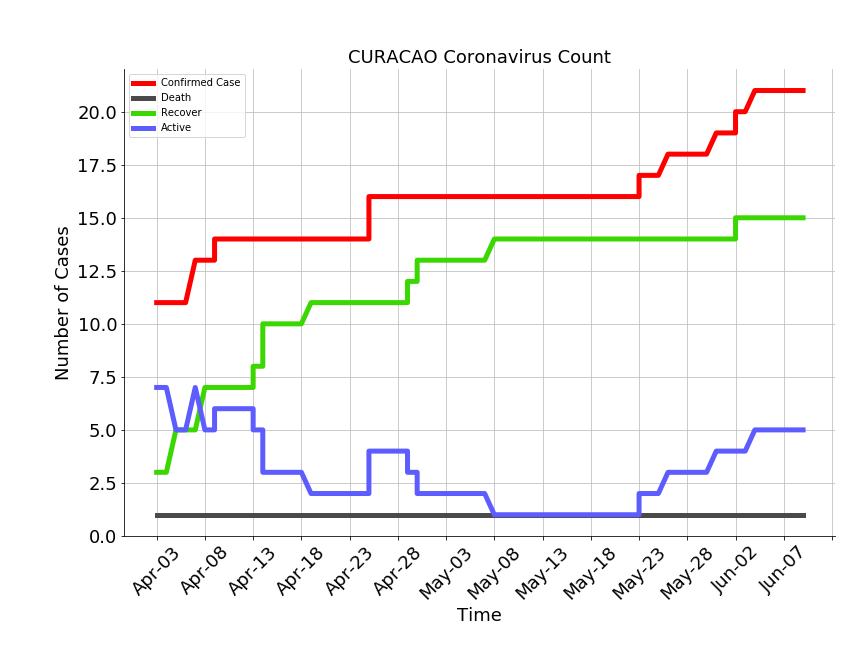 CURACAO Coronavirus Count
Confirmed Case
Death
Recover
Active
Number of Cases
20.0
17.5
15.0
12.5
10.0
7.5
5.0
2.5
0.0
Apr-03 Apr-08 Apr-13 Apr-18 Apr-23 Apr-28 May-03 May-08 May-13 May-18 May-23 May-28 Jun-02 Jun-07
Time